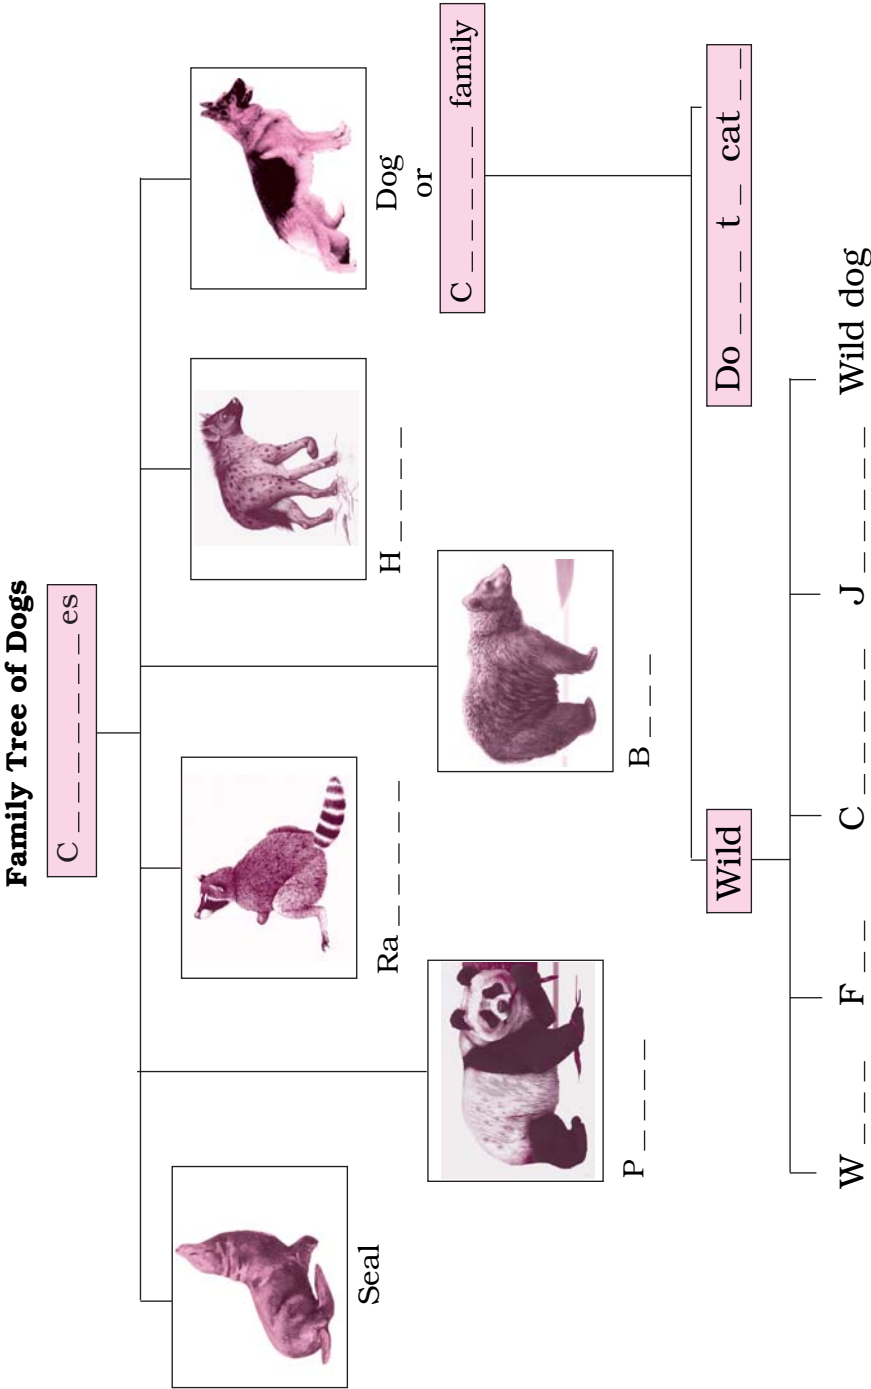 Family Tree of Dogs
C _ _ _ _ _ _ _ es
Seal
Ra _ _ _ _ _
H _ _ _ _
Dog
or
C _ _ _ _ _ family
P _ _ _ _
B _ _ _
Wild
Do _ _ _ t _ cat _ _
W _ _ _
F _ _
C _ _ _ _ _
J _ _ _ _ _
Wild dog